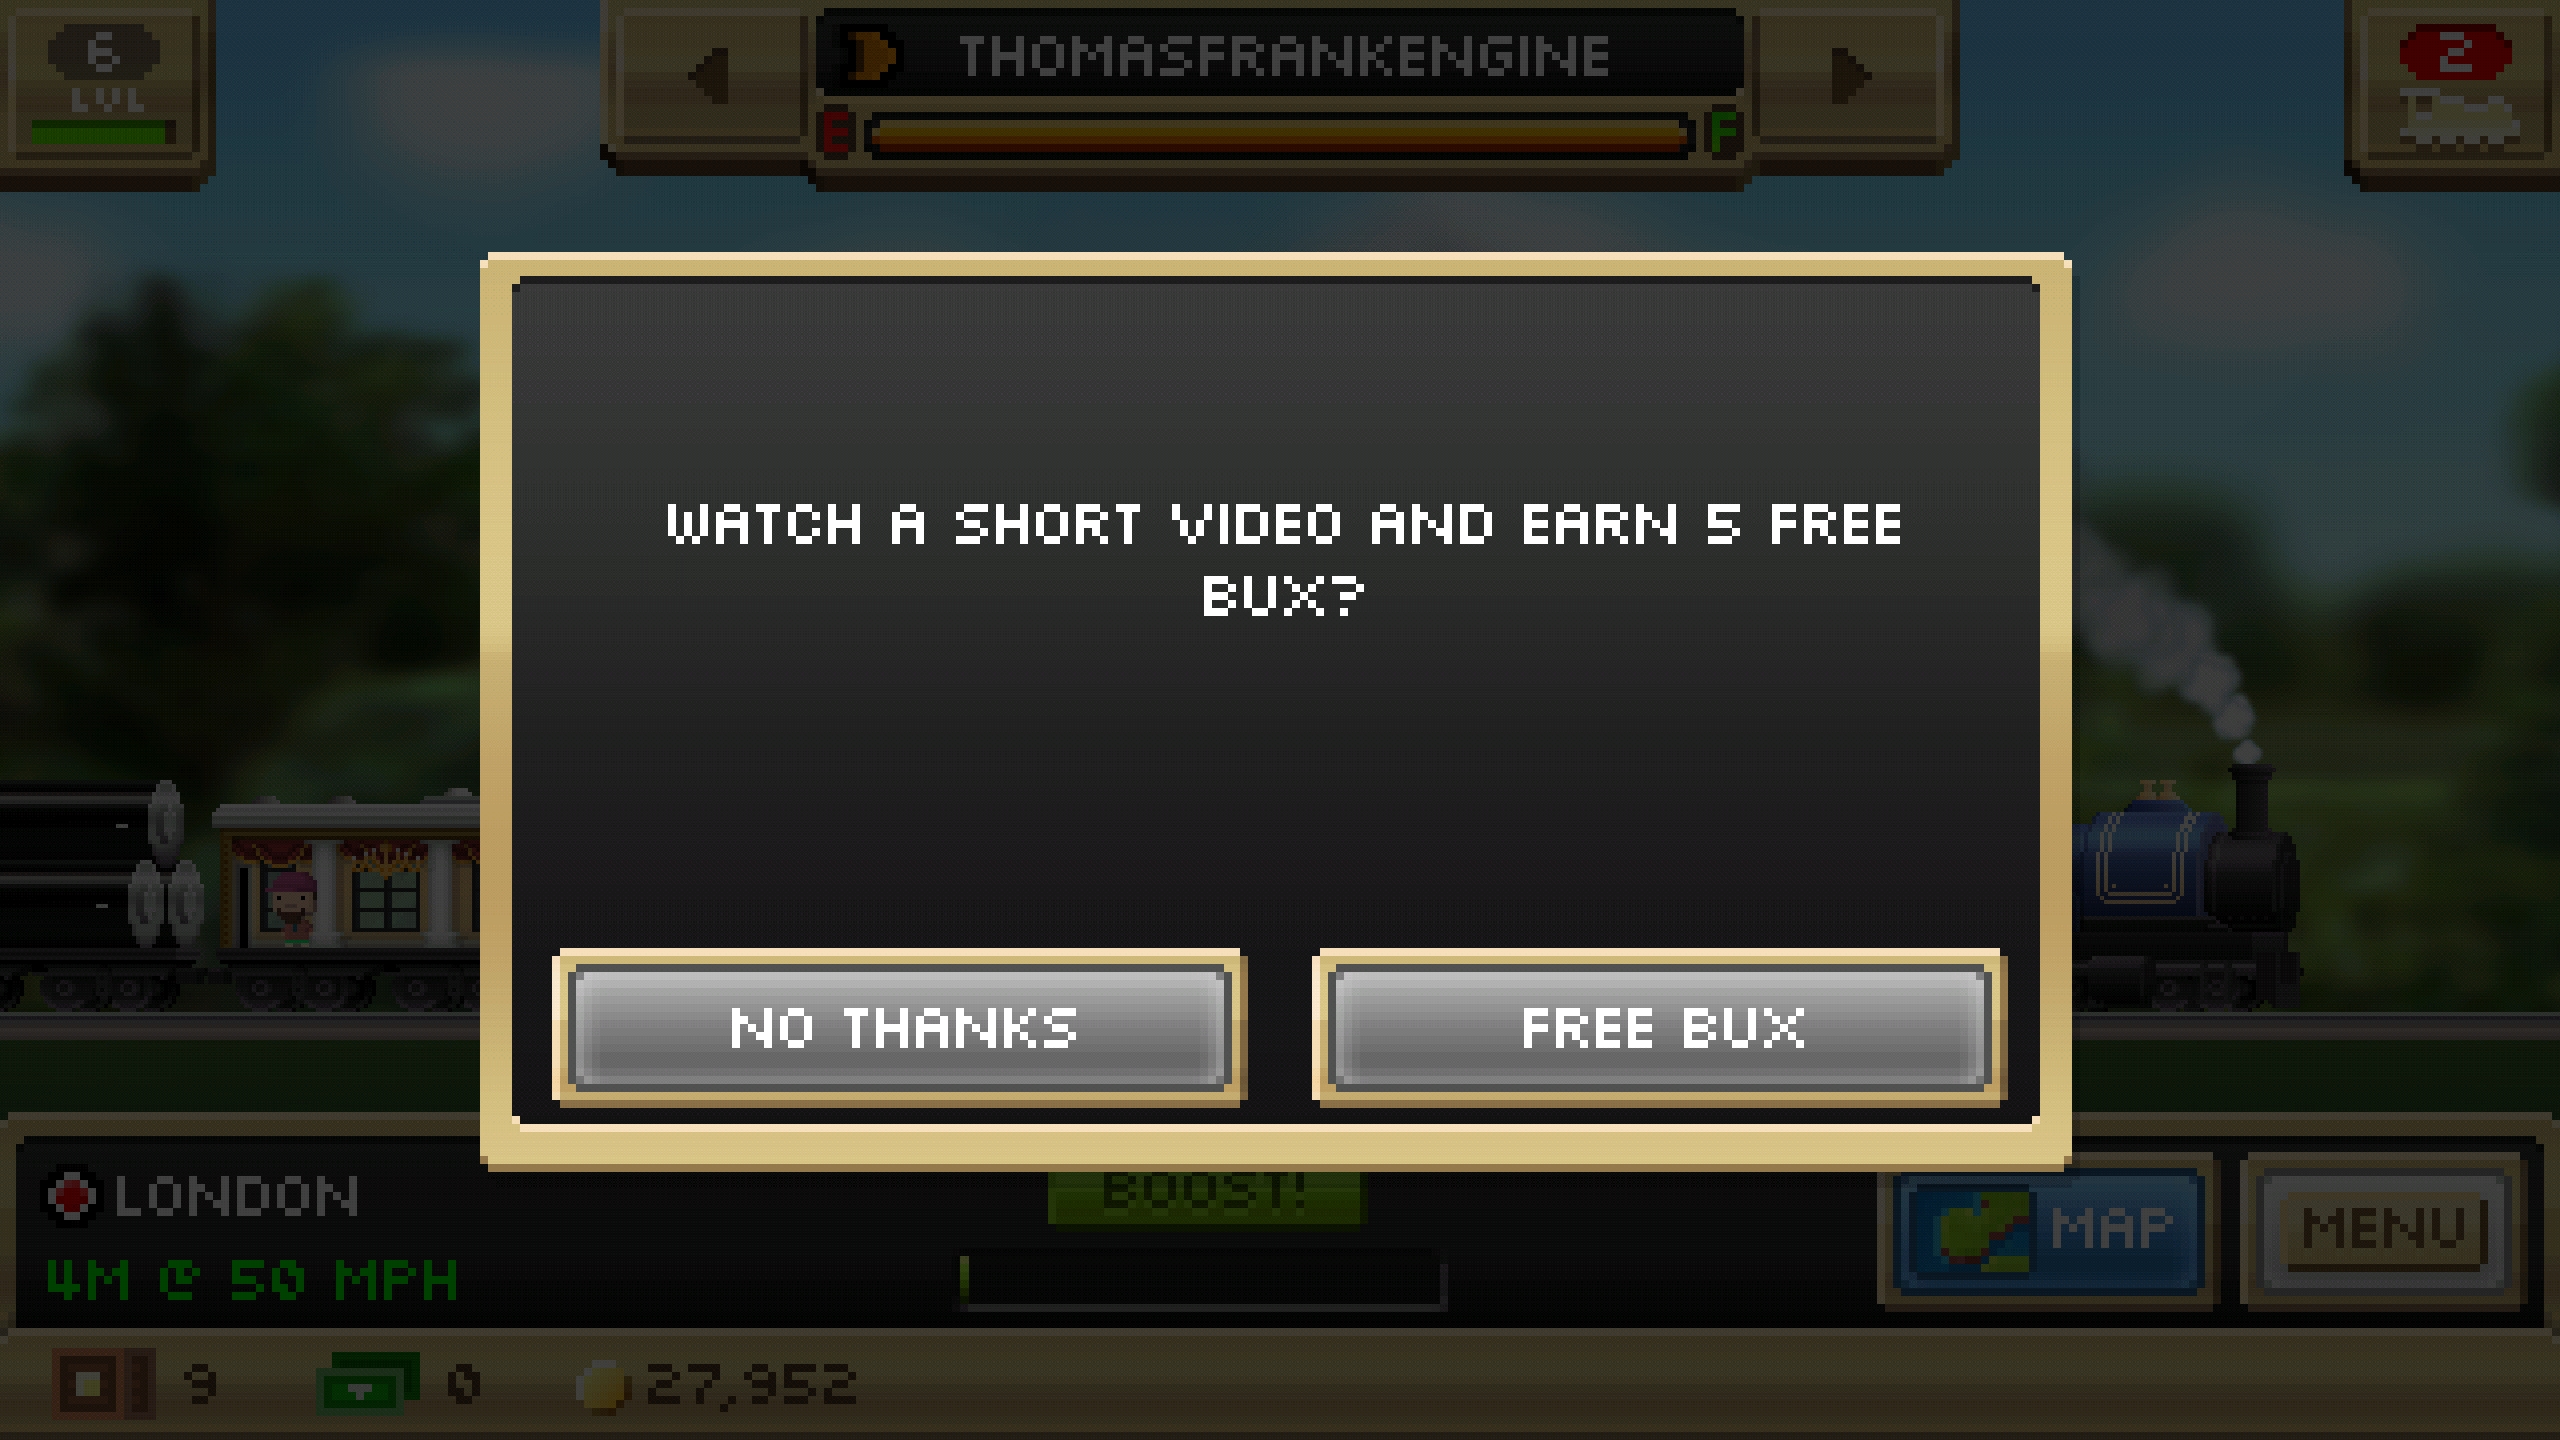 6
LVL
THOMASFRANKENGINE
E F
2
WATCH A SHORT VIDEO AND EARN 5 FREE
BUX?
NO THANKS
FREE BUX
LONDON
4M @ 50 MPH
BOOST!
MAP
MENU
9
0
27,952